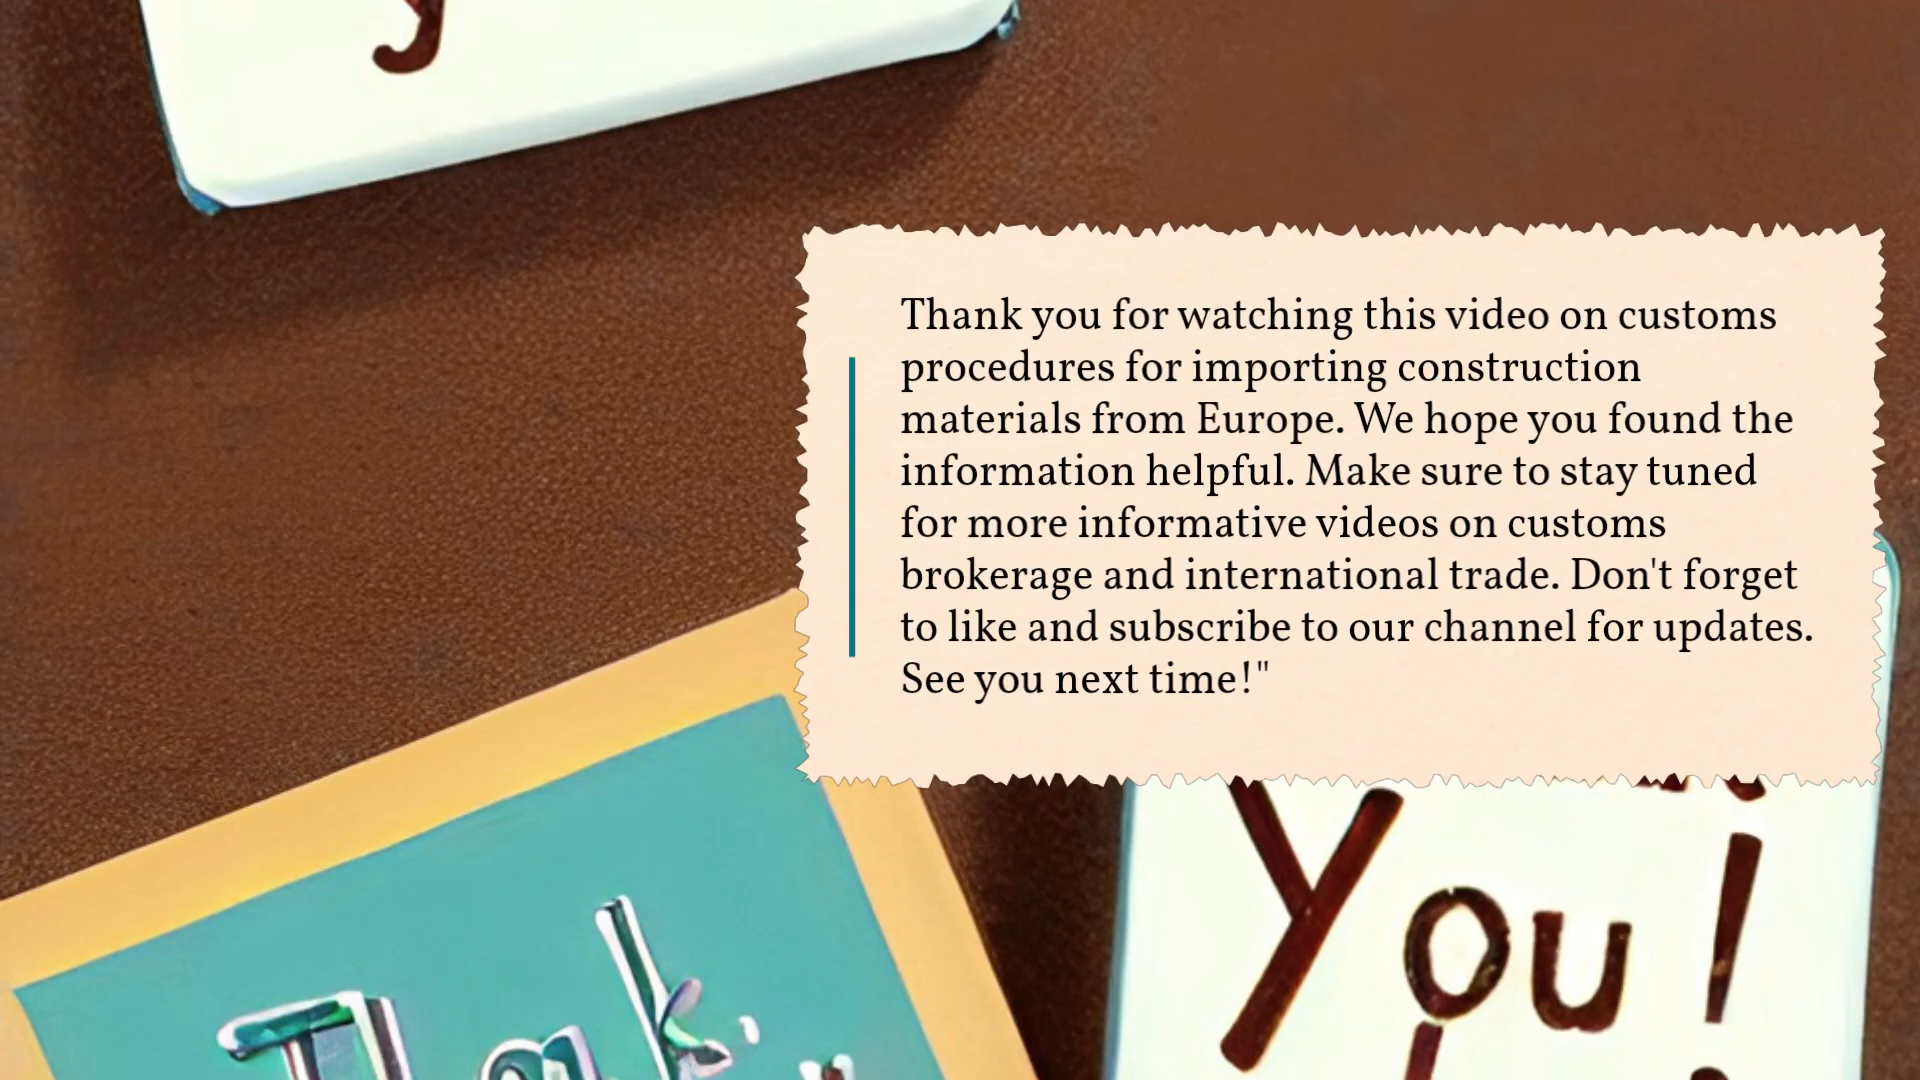 y
Thank you for watching this video on customs
procedures for importing construction
materials from Europe. We hope you found the
information helpful. Make sure to stay tuned
for more informative videos on customs
brokerage and international trade. Don't forget
to like and subscribe to our channel for updates.
See you next time!"
You!